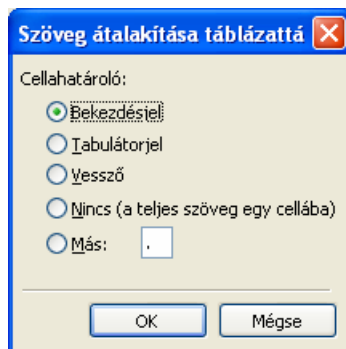 Szöveg átalakítása táblázattá
Cellahatároló:
Bekezdésjel
Tabulátorjel
Vessző
Nincs (a teljes szöveg egy cellába)
Más: .
OK Mégse